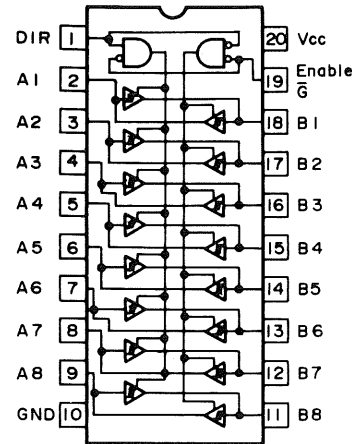 DIR 1 20 Vcc
A1 2 19 Enable G̅
A2 3 18 B1
A3 4 17 B2
A4 5 16 B3
A5 6 15 B4
A6 7 14 B5
A7 8 13 B6
A8 9 12 B7
GND 10 11 B8